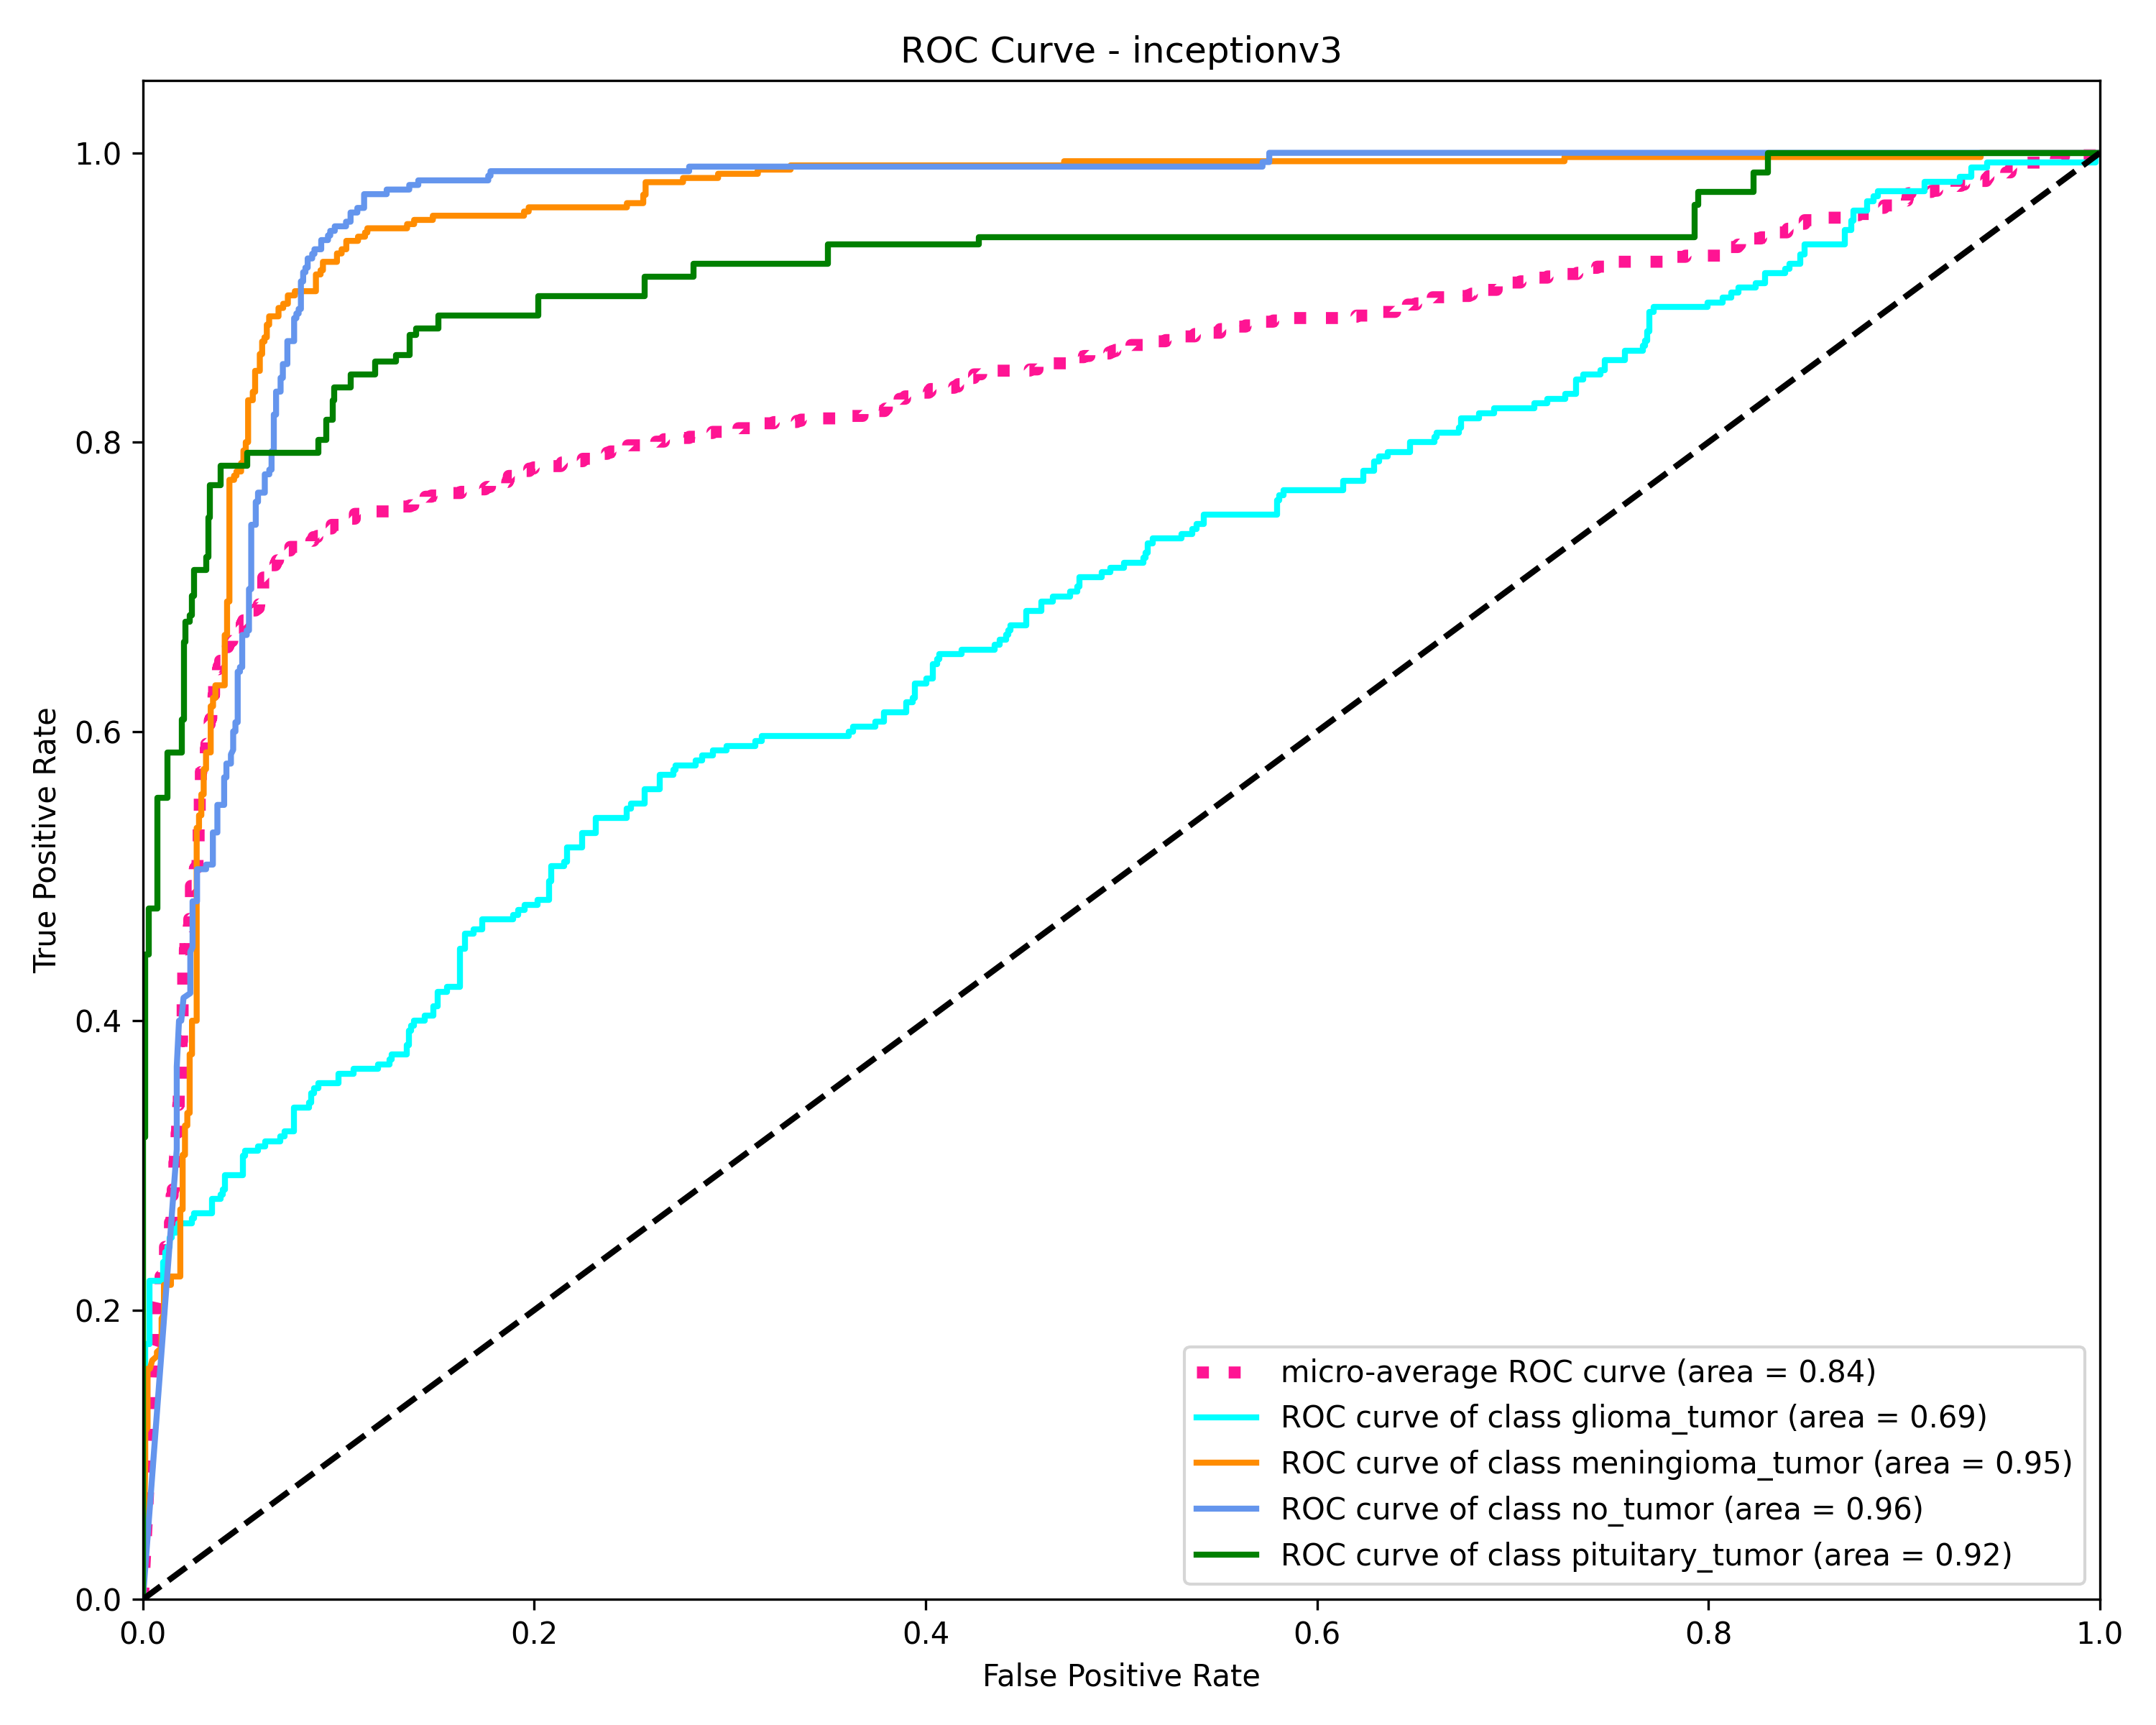 ROC Curve - inceptionv3
True Positive Rate
1.0
0.8
0.6
0.4
0.2
0.0
micro-average ROC curve (area = 0.84)
ROC curve of class glioma_tumor (area = 0.69)
ROC curve of class meningioma_tumor (area = 0.95)
ROC curve of class no_tumor (area = 0.96)
ROC curve of class pituitary_tumor (area = 0.92)
0.0 0.2 0.4 0.6 0.8 1.0
False Positive Rate